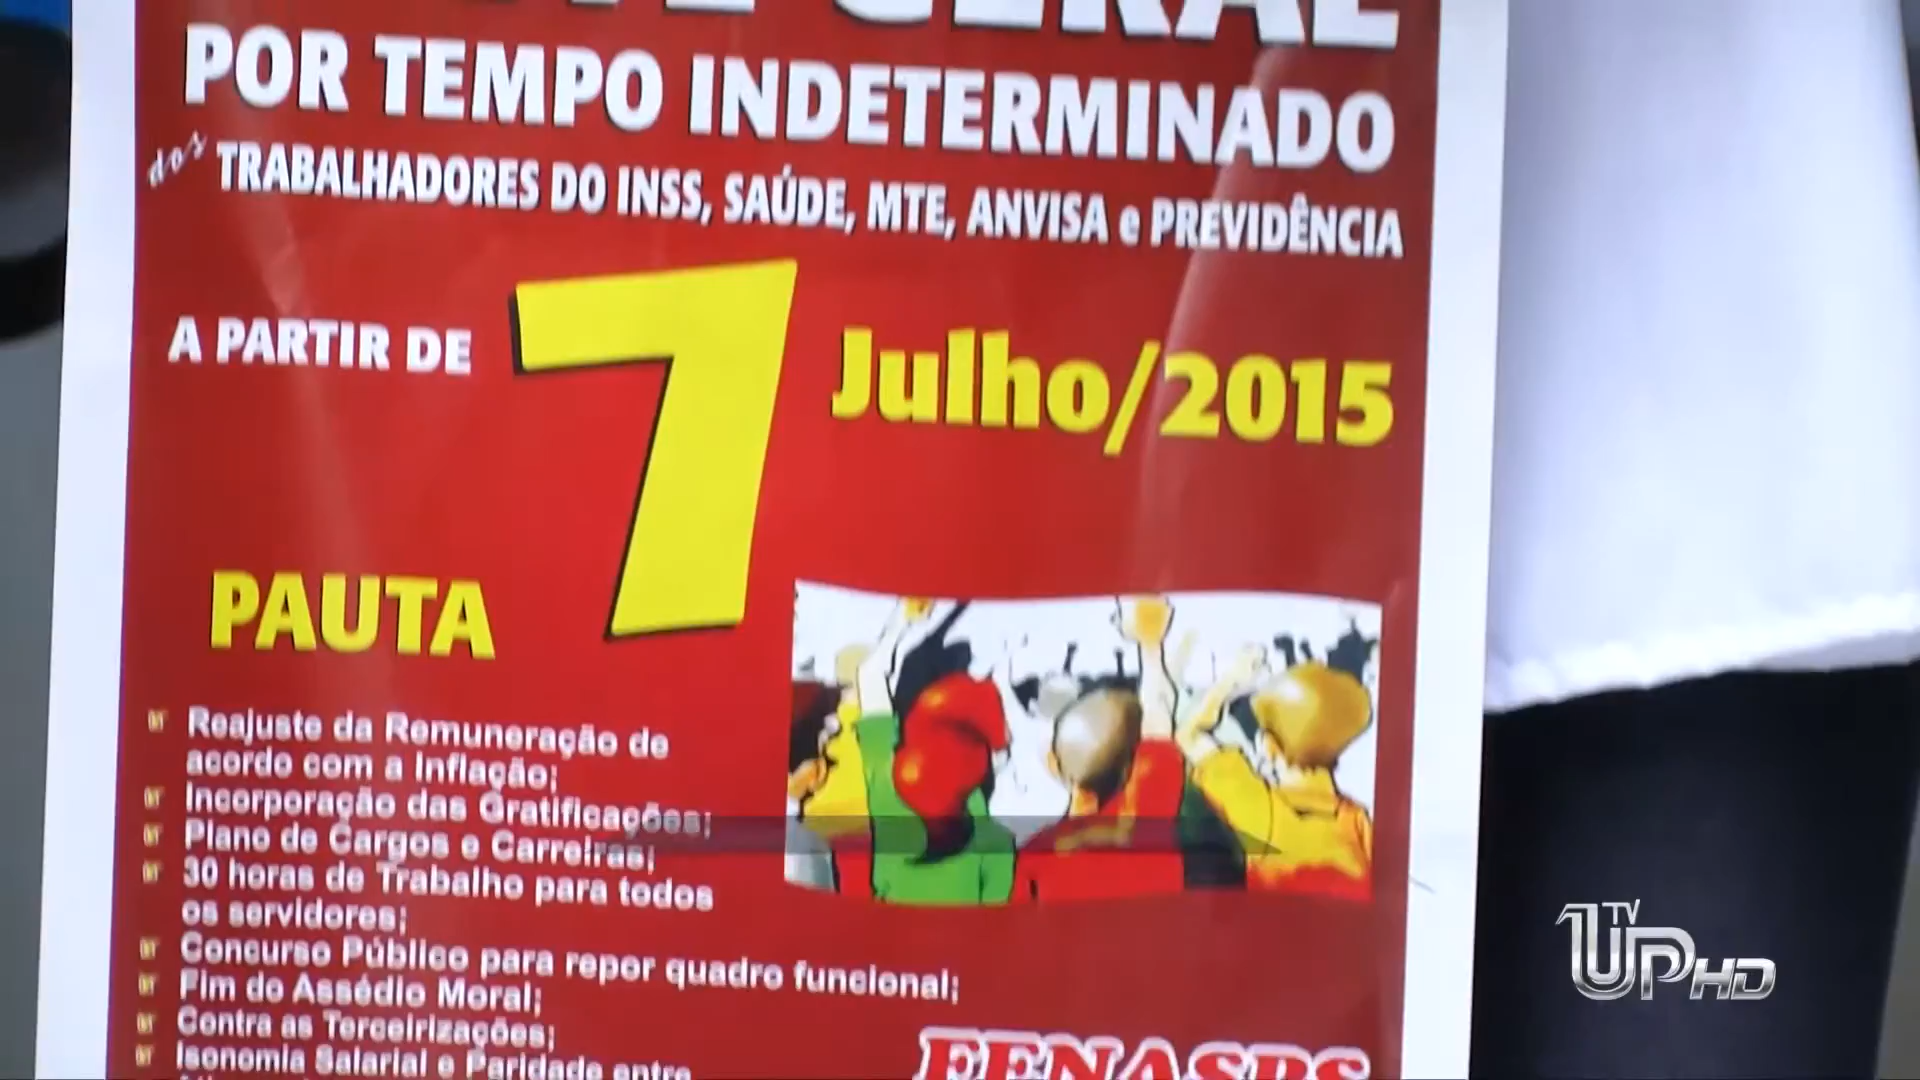 GERAL
POR TEMPO INDETERMINADO
dos TRABALHADORES DO INSS, SAÚDE, MTE, ANVISA e PREVIDÊNCIA
A PARTIR DE 7 Julho/2015
PAUTA
Reajuste da Remuneração de
acordo com a Inflação;
Incorporação das Gratificações;
Plano de Cargos e Carreiras;
30 horas de Trabalho para todos
os servidores;
Concurso Público para repor quadro funcional;
Fim do Assédio Moral;
Contra as Terceirizações;
Isonomia Salarial e Paridade entre
FENASPS
TV UP HD